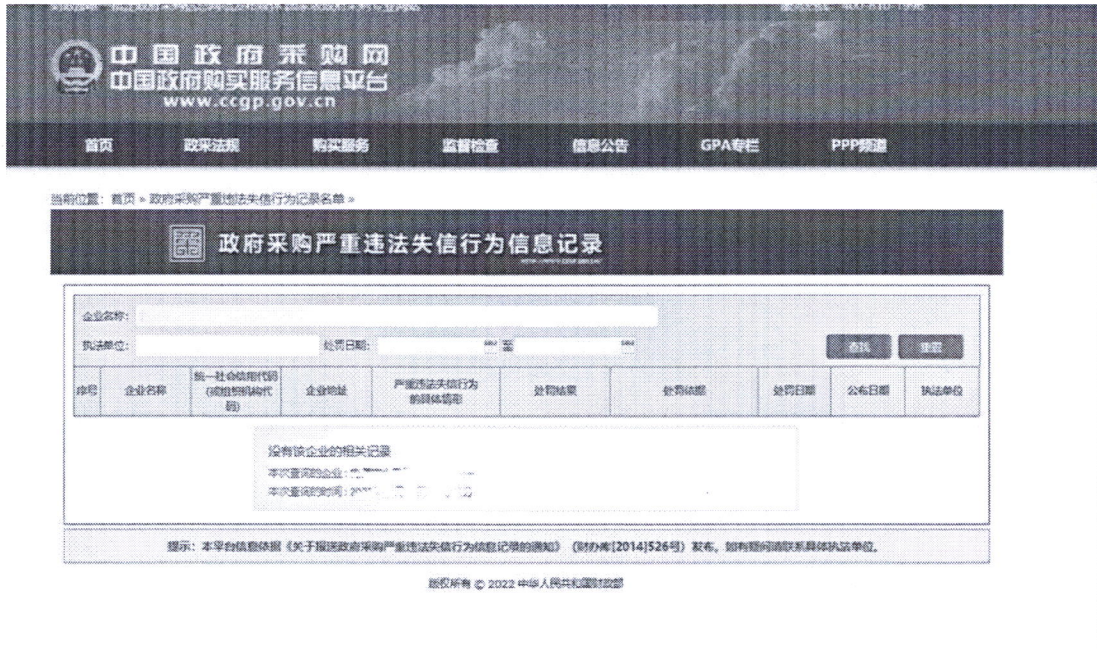 中国政府采购网
中国政府购买服务信息平台
www.ccgp.gov.cn
首页 政采法规 购买服务 监督检查 信息公告 GPA专栏 PPP频道
当前位置：首页 » 政府采购严重违法失信行为记录名单 »
政府采购严重违法失信行为信息记录
企业名称：
执法单位： 处罚日期： 至 查找 重置
序号 企业名称 统一社会信用代码(或组织机构代码) 企业地址 严重违法失信行为的具体情形 处罚结果 处罚依据 处罚日期 公布日期 执法单位
没有该企业的相关记录
本次查询的企业：
本次查询的时间：
提示：本平台信息依据《关于报送政府采购严重违法失信行为信息记录的通知》（财办库[2014]526号）发布。如有疑问请联系具体执法单位。
版权所有 © 2022 中华人民共和国财政部